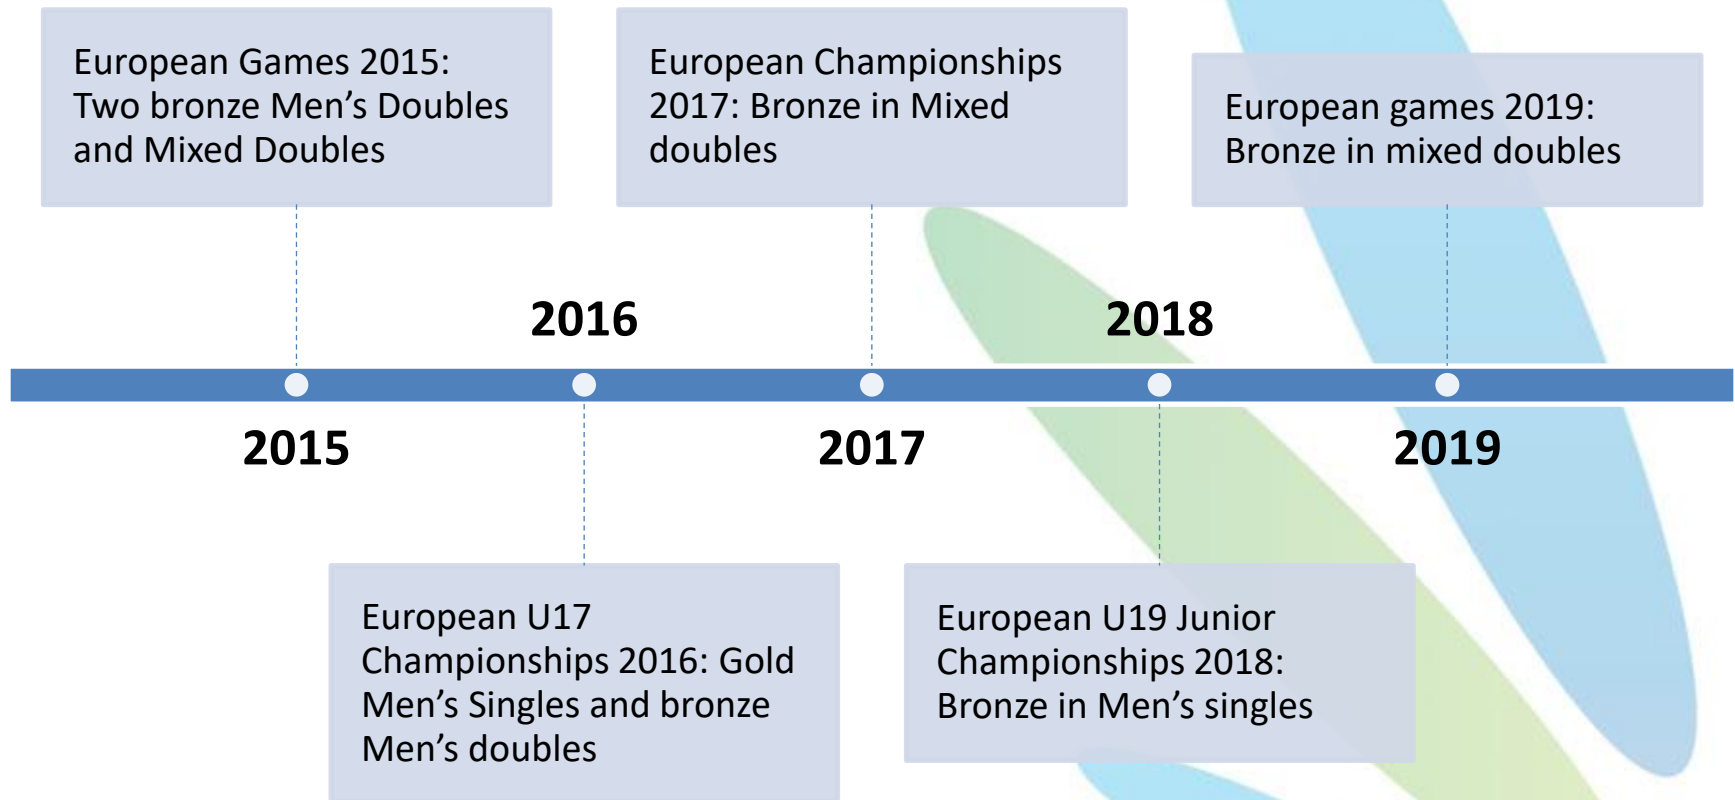 European Games 2015:
Two bronze Men’s Doubles
and Mixed Doubles
European Championships
2017: Bronze in Mixed
doubles
European games 2019:
Bronze in mixed doubles
2016
2018
2015
2017
2019
European U17
Championships 2016: Gold
Men’s Singles and bronze
Men’s doubles
European U19 Junior
Championships 2018:
Bronze in Men’s singles